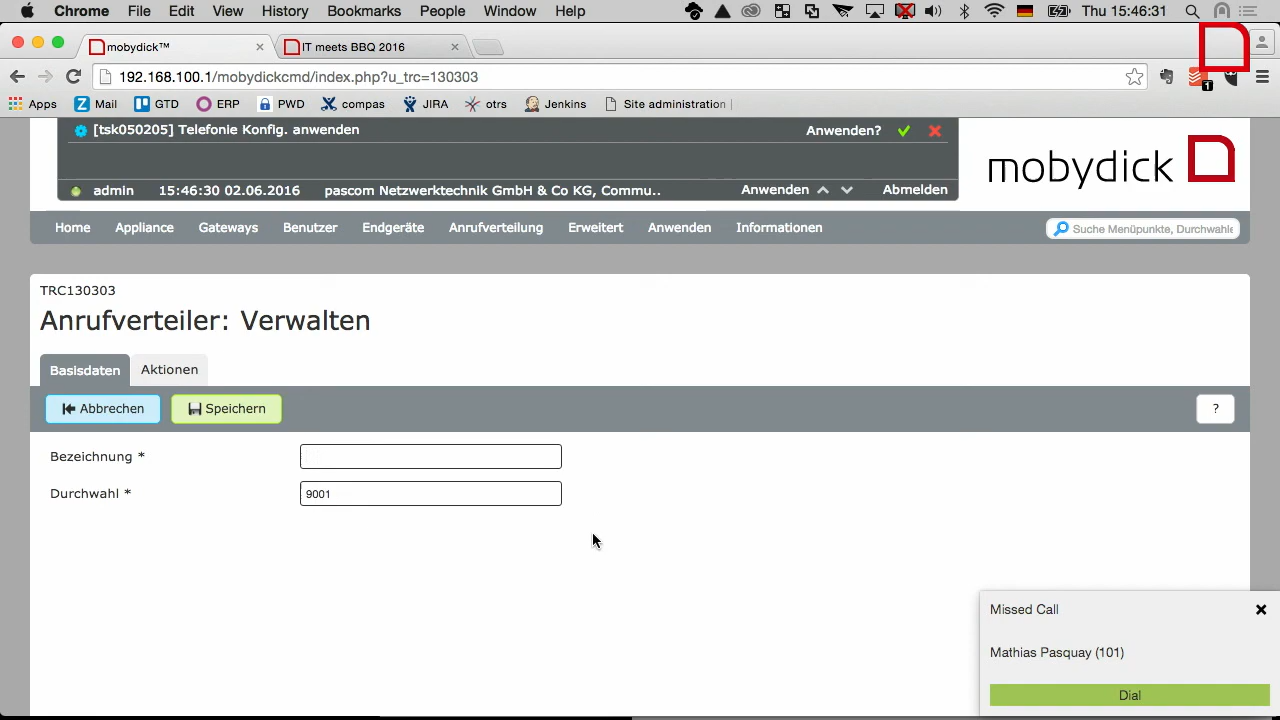 Chrome File Edit View History Bookmarks People Window Help Thu 15:46:31
mobydick™ IT meets BBQ 2016
192.168.100.1/mobydickcmd/index.php?u_trc=130303
1
Apps Mail GTD ERP PWD compas JIRA otrs Jenkins Site administration
[tsk050205] Telefonie Konfig. anwenden Anwenden?
admin 15:46:30 02.06.2016 pascom Netzwerktechnik GmbH & Co KG, Commu.. Anwenden Abmelden
mobydick
Home Appliance Gateways Benutzer Endgeräte Anrufverteilung Erweitert Anwenden Informationen Suche Menüpunkte, Durchwahle
TRC130303
Anrufverteiler: Verwalten
Basisdaten Aktionen
Abbrechen Speichern ?
Bezeichnung *
Durchwahl * 9001
Missed Call
Mathias Pasquay (101)
Dial